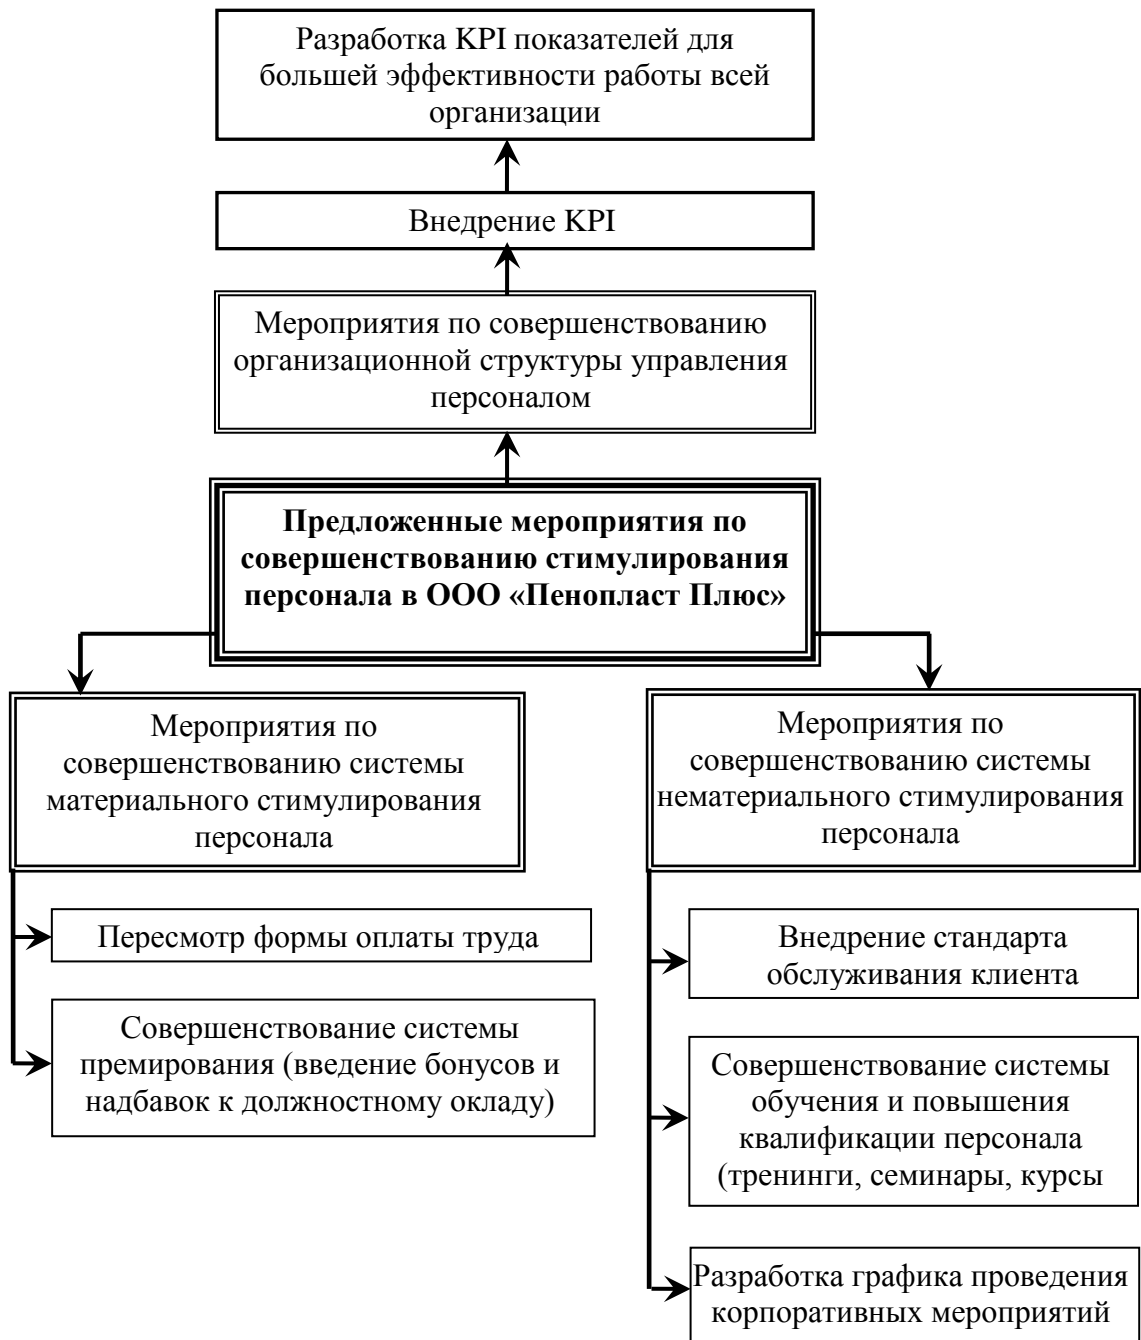 Разработка KPI показателей для
большей эффективности работы всей
организации
Внедрение KPI
Мероприятия по совершенствованию
организационной структуры управления
персоналом
Предложенные мероприятия по
совершенствованию стимулирования
персонала в ООО «Пенопласт Плюс»
Мероприятия по
совершенствованию системы
материального стимулирования
персонала
Пересмотр формы оплаты труда
Совершенствование системы
премирования (введение бонусов и
надбавок к должностному окладу)
Мероприятия по
совершенствованию системы
нематериального стимулирования
персонала
Внедрение стандарта
обслуживания клиента
Совершенствование системы
обучения и повышения
квалификации персонала
(тренинги, семинары, курсы
Разработка графика проведения
корпоративных мероприятий